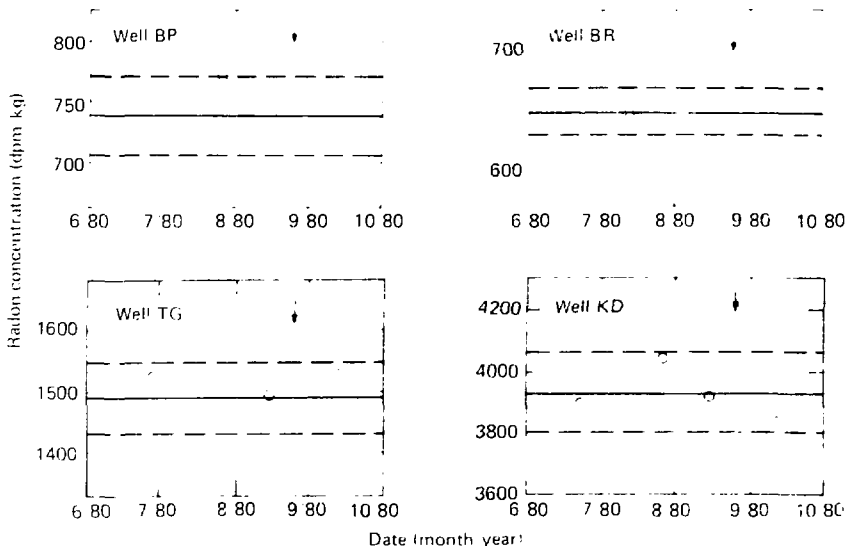 Radon concentration (dpm kg)
Well BP
800
750
700
6 80 7 80 8 80 9 80 10 80
Well BR
700
600
6 80 7 80 8 80 9 80 10 80
Well TG
1600
1500
1400
6 80 7 80 8 80 9 80 10 80
Well KD
4200
4000
3800
3600
6 80 7 80 8 80 9 80 10 80
Date (month year)